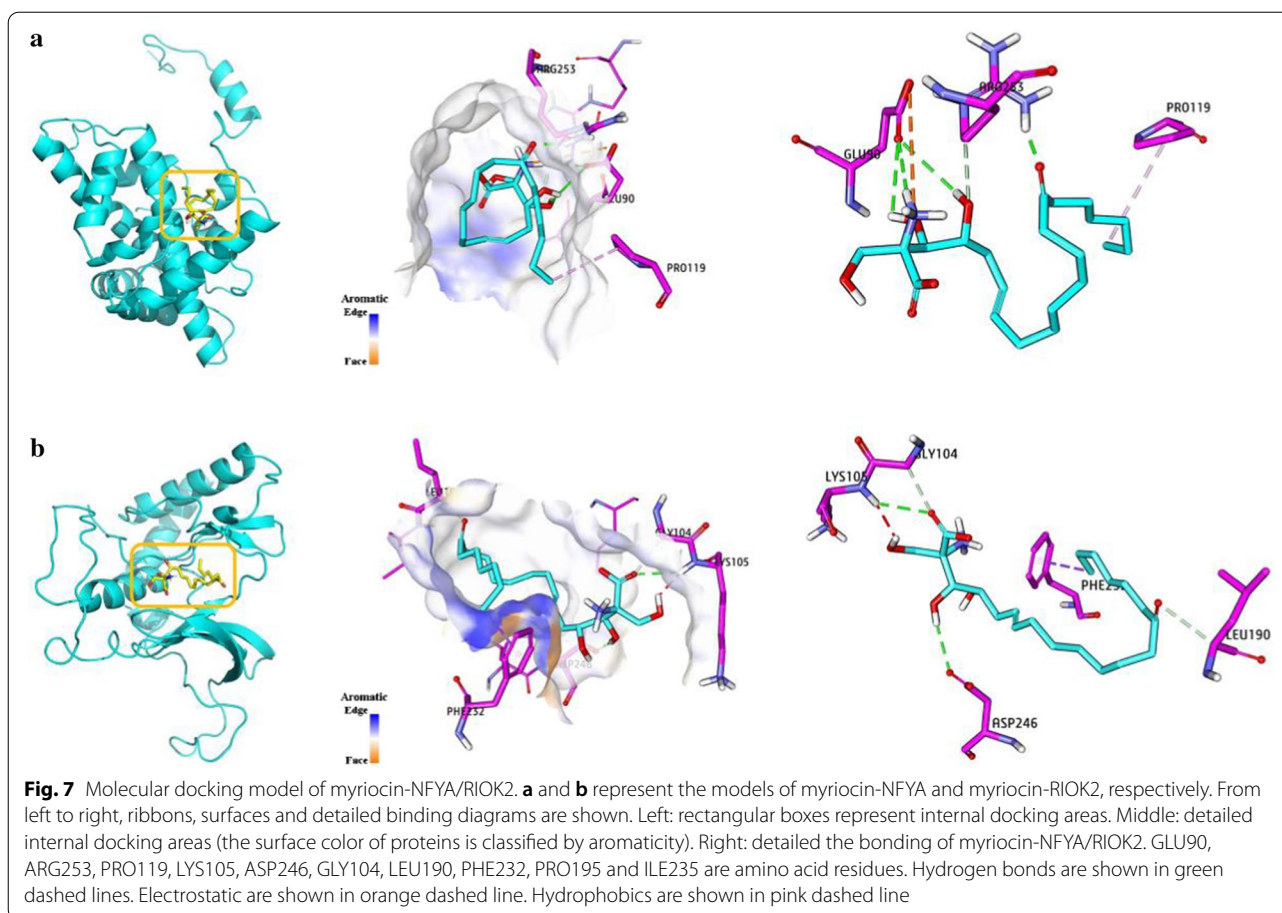 a
ARG253
PRO119
Aromatic
Edge
Face
GLU90
ARG253
PRO119
b
GLY104
LYS105
PHE232
Aromatic
Edge
Face
LYS105
GLY104
LEU190
ASP246
Fig. 7 Molecular docking model of myriocin-NFYA/RIOK2. a and b represent the models of myriocin-NFYA and myriocin-RIOK2, respectively. From
left to right, ribbons, surfaces and detailed binding diagrams are shown. Left: rectangular boxes represent internal docking areas. Middle: detailed
internal docking areas (the surface color of proteins is classified by aromaticity). Right: detailed the bonding of myriocin-NFYA/RIOK2. GLU90,
ARG253, PRO119, LYS105, ASP246, GLY104, LEU190, PHE232, PRO195 and ILE235 are amino acid residues. Hydrogen bonds are shown in green
dashed lines. Electrostatic are shown in orange dashed line. Hydrophobics are shown in pink dashed line